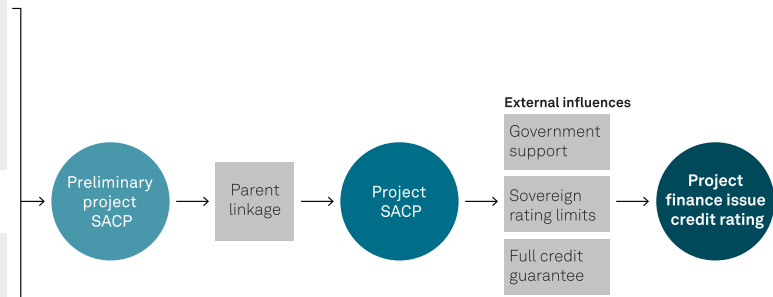 Preliminary
project
SACP
Parent
linkage
Project
SACP
External influences
Government
support
Sovereign
rating limits
Full credit
guarantee
Project
finance issue
credit rating